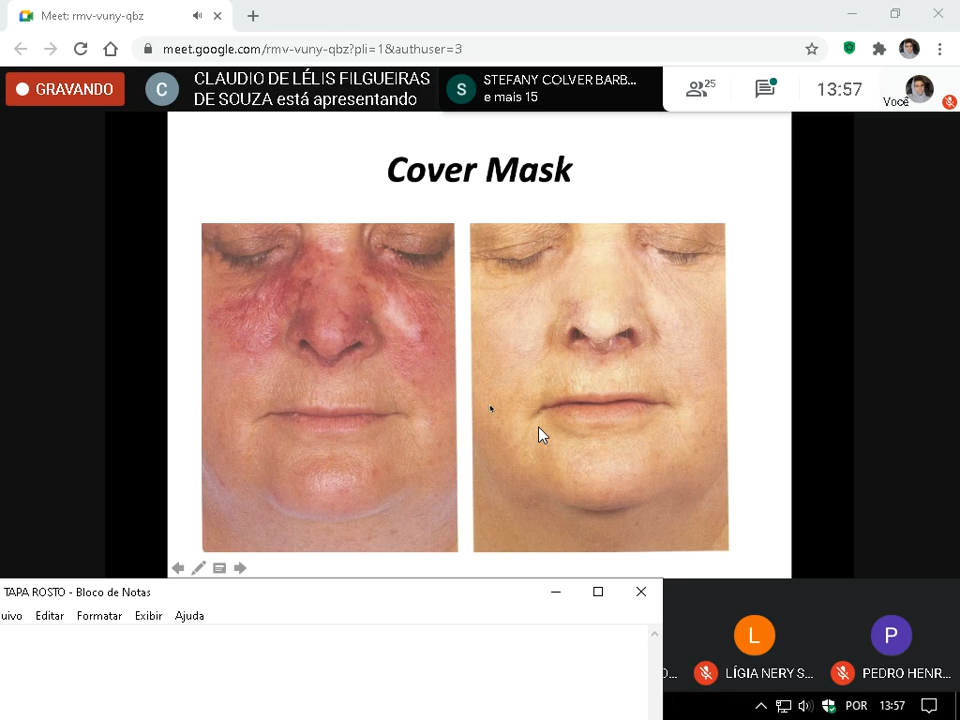 Meet: rmv-vuny-qbz
meet.google.com/rmv-vuny-qbz?pli=1&authuser=3
GRAVANDO
C
CLAUDIO DE LÉLIS FILGUEIRAS
DE SOUZA está apresentando
S
STEFANY COLVER BARB...
e mais 15
25
13:57
Você
Cover Mask
TAPA ROSTO - Bloco de Notas
uivo Editar Formatar Exibir Ajuda
L
P
O...
LÍGIA NERY S...
PEDRO HENR...
POR
13:57